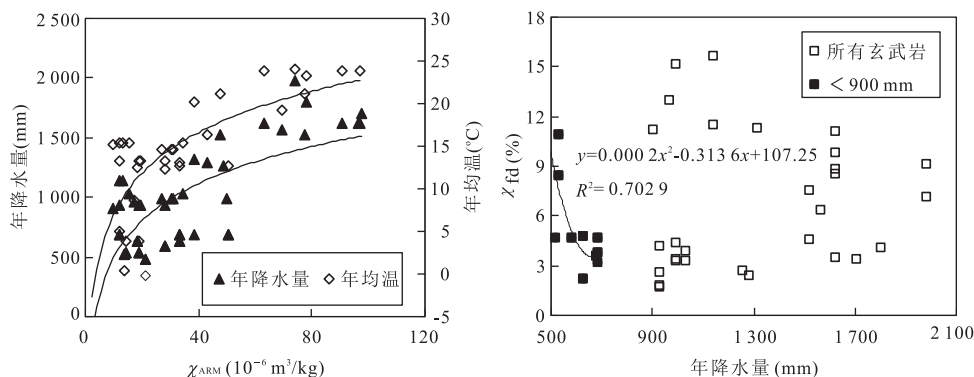 2 500
2 000
1 500
1 000
500
0
年降水量(mm)
30
25
20
15
10
5
0
-5
年均温(℃)
▲年降水量 ◇年均温
0 40 80 120
χARM (10⁻⁶ m³/kg)
18
15
12
9
6
3
0
χfd (%)
□ 所有玄武岩
■ < 900 mm
y=0.000 2x²-0.313 6x+107.25
R²=0.702 9
500 900 1 300 1 700 2 100
年降水量 (mm)